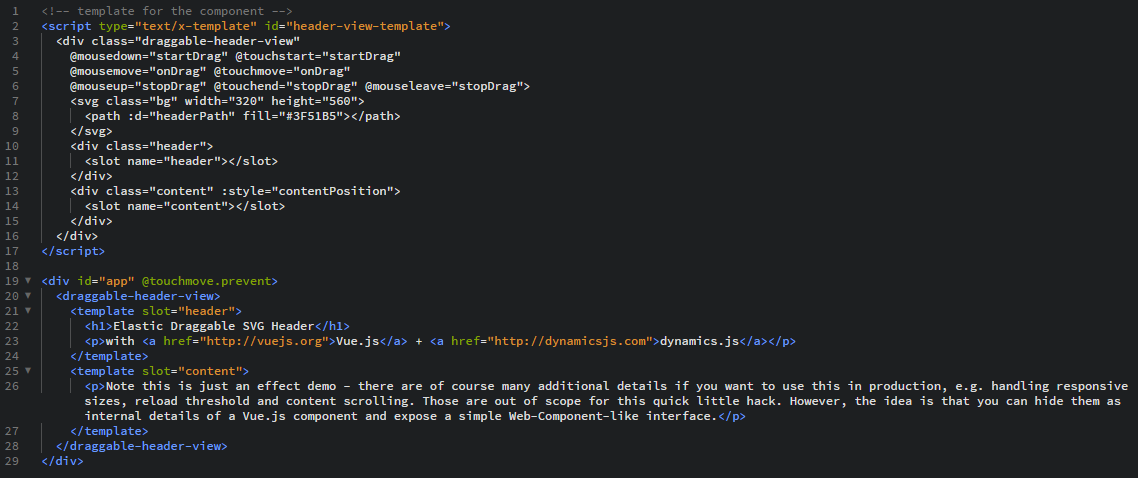 1 <!-- template for the component -->
2 <script type="text/x-template" id="header-view-template">
3 <div class="draggable-header-view"
4 @mousedown="startDrag" @touchstart="startDrag"
5 @mousemove="onDrag" @touchmove="onDrag"
6 @mouseup="stopDrag" @touchend="stopDrag" @mouseleave="stopDrag">
7 <svg class="bg" width="320" height="560">
8 <path :d="headerPath" fill="#3F51B5"></path>
9 </svg>
10 <div class="header">
11 <slot name="header"></slot>
12 </div>
13 <div class="content" :style="contentPosition">
14 <slot name="content"></slot>
15 </div>
16 </div>
17 </script>
18
19 <div id="app" @touchmove.prevent>
20 <draggable-header-view>
21 <template slot="header">
22 <h1>Elastic Draggable SVG Header</h1>
23 <p>with <a href="http://vuejs.org">Vue.js</a> + <a href="http://dynamicsjs.com">dynamics.js</a></p>
24 </template>
25 <template slot="content">
26 <p>Note this is just an effect demo - there are of course many additional details if you want to use this in production, e.g. handling responsive
sizes, reload threshold and content scrolling. Those are out of scope for this quick little hack. However, the idea is that you can hide them as
internal details of a Vue.js component and expose a simple Web-Component-like interface.</p>
27 </template>
28 </draggable-header-view>
29 </div>